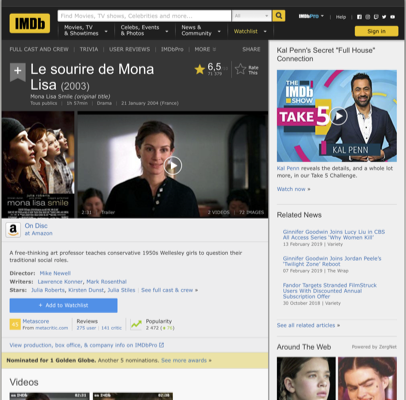 IMDb
Find Movies, TV shows, Celebrities and more...
All
IMDbPro
Help
Movies, TV
& Showtimes
Celebs, Events
& Photos
News &
Community
Watchlist
Sign in
FULL CAST AND CREW | TRIVIA | USER REVIEWS | IMDbPro | MORE
SHARE
Le sourire de Mona
Lisa (2003)
Mona Lisa Smile (original title)
Tous publics | 1h 57min | Drama | 21 January 2004 (France)
6,5
Rate
This
mona lisa smile
2:31 | Trailer
2 VIDEOS | 72 IMAGES
On Disc
at Amazon
A free-thinking art professor teaches conservative 1950s Wellesley girls to question their
traditional social roles.
Director: Mike Newell
Writers: Lawrence Konner, Mark Rosenthal
Stars: Julia Roberts, Kirsten Dunst, Julia Stiles | See full cast & crew »
+ Add to Watchlist
Metascore
From metacritic.com
Reviews
275 user | 141 critic
Popularity
2 472
View production, box office, & company info on IMDbPro
Nominated for 1 Golden Globe. Another 5 nominations. See more awards »
Videos
Kal Penn's Secret "Full House"
Connection
THE
IMDb
SHOW
TAKE 5
KAL PENN
Kal Penn reveals the details, and a whole lot
more, in our Take 5 Challenge.
Watch now »
Related News
Ginnifer Goodwin Joins Lucy Liu in CBS
All Access Series 'Why Women Kill'
13 February 2019 | Variety
Ginnifer Goodwin Joins Jordan Peele's
'Twilight Zone' Reboot
07 February 2019 | The Wrap
Fandor Targets Stranded FilmStruck
Users With Discounted Annual
Subscription Offer
30 October 2018 | Variety
See all related articles »
Around The Web
Powered by ZergNet